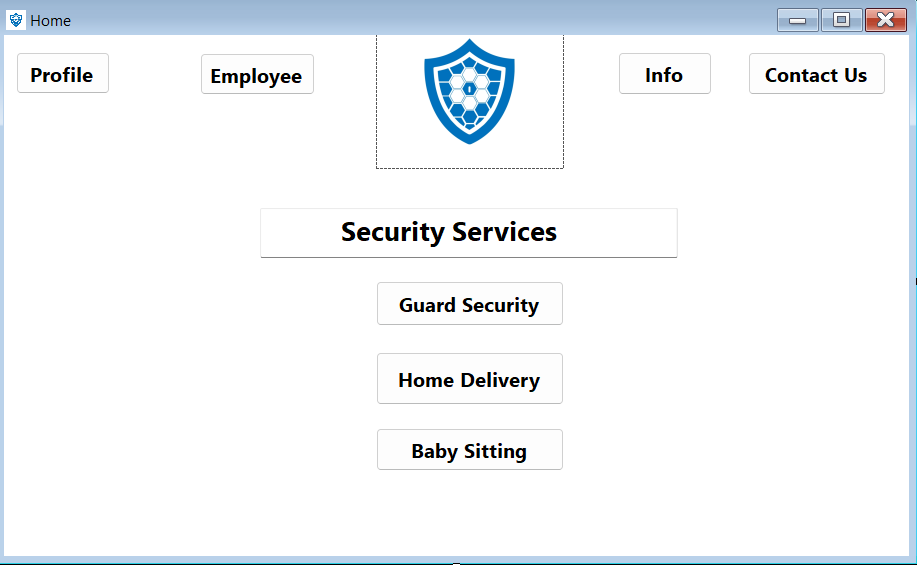 Home
Profile
Employee
Info
Contact Us
Security Services
Guard Security
Home Delivery
Baby Sitting